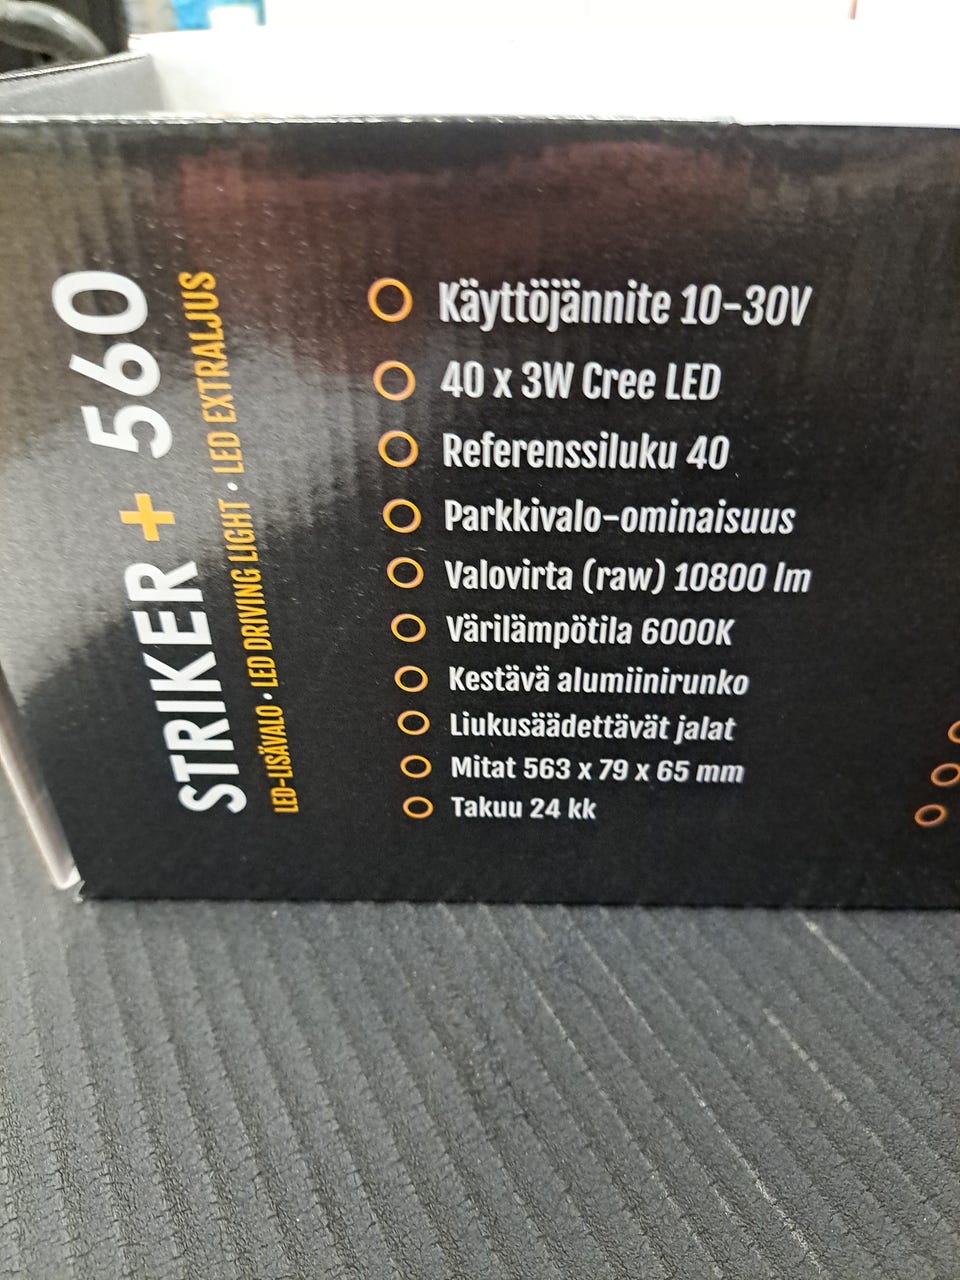 STRIKER + 560
LED-LISÄVALO · LED DRIVING LIGHT · LED EXTRALJUS
Käyttöjännite 10-30V
40 x 3W Cree LED
Referenssiluku 40
Parkkivalo-ominaisuus
Valovirta (raw) 10800 lm
Värilämpötila 6000K
Kestävä alumiinirunko
Liukusäädettävät jalat
Mitat 563 x 79 x 65 mm
Takuu 24 kk